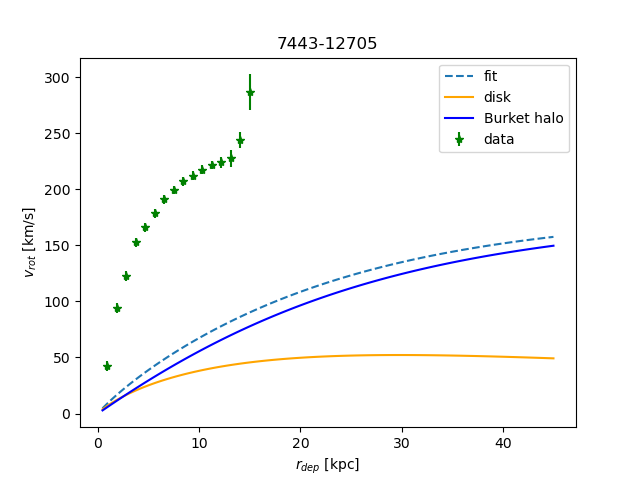 7443-12705
300
250
200
150
100
50
0
v_rot [km/s]
fit
disk
Burket halo
data
0 10 20 30 40
r_dep [kpc]